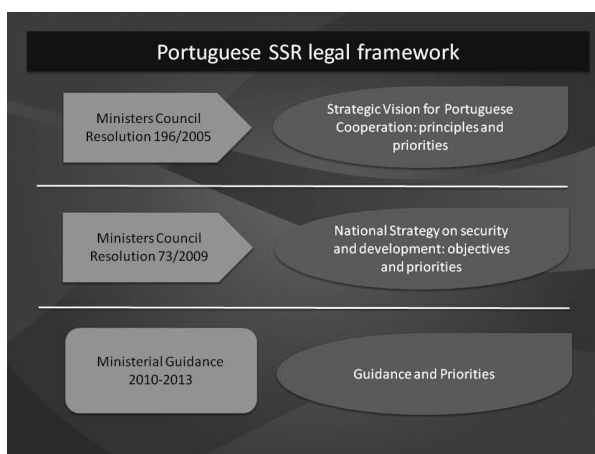 Portuguese SSR legal framework
Ministers Council
Resolution 196/2005
Strategic Vision for Portuguese
Cooperation: principles and
priorities
Ministers Council
Resolution 73/2009
National Strategy on security
and development: objectives
and priorities
Ministerial Guidance
2010-2013
Guidance and Priorities